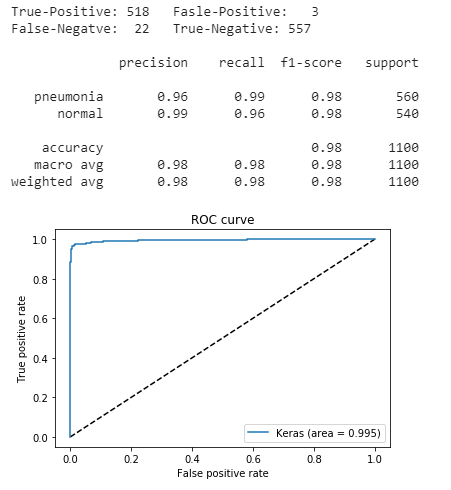 True-Positive: 518 Fasle-Positive: 3
False-Negatve: 22 True-Negative: 557
precision recall f1-score support
pneumonia 0.96 0.99 0.98 560
normal 0.99 0.96 0.98 540
accuracy 0.98 1100
macro avg 0.98 0.98 0.98 1100
weighted avg 0.98 0.98 0.98 1100
ROC curve
1.0
0.8
0.6
0.4
0.2
0.0
True positive rate
Keras (area = 0.995)
0.0 0.2 0.4 0.6 0.8 1.0
False positive rate